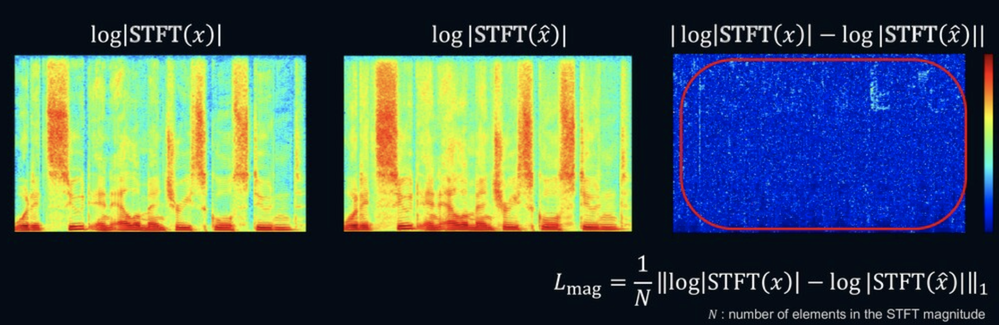 log|STFT(x)|
log |STFT(x̂)|
| log|STFT(x)| − log |STFT(x̂)||
L_mag = 1/N ‖log|STFT(x)| − log |STFT(x̂)|‖₁
N : number of elements in the STFT magnitude